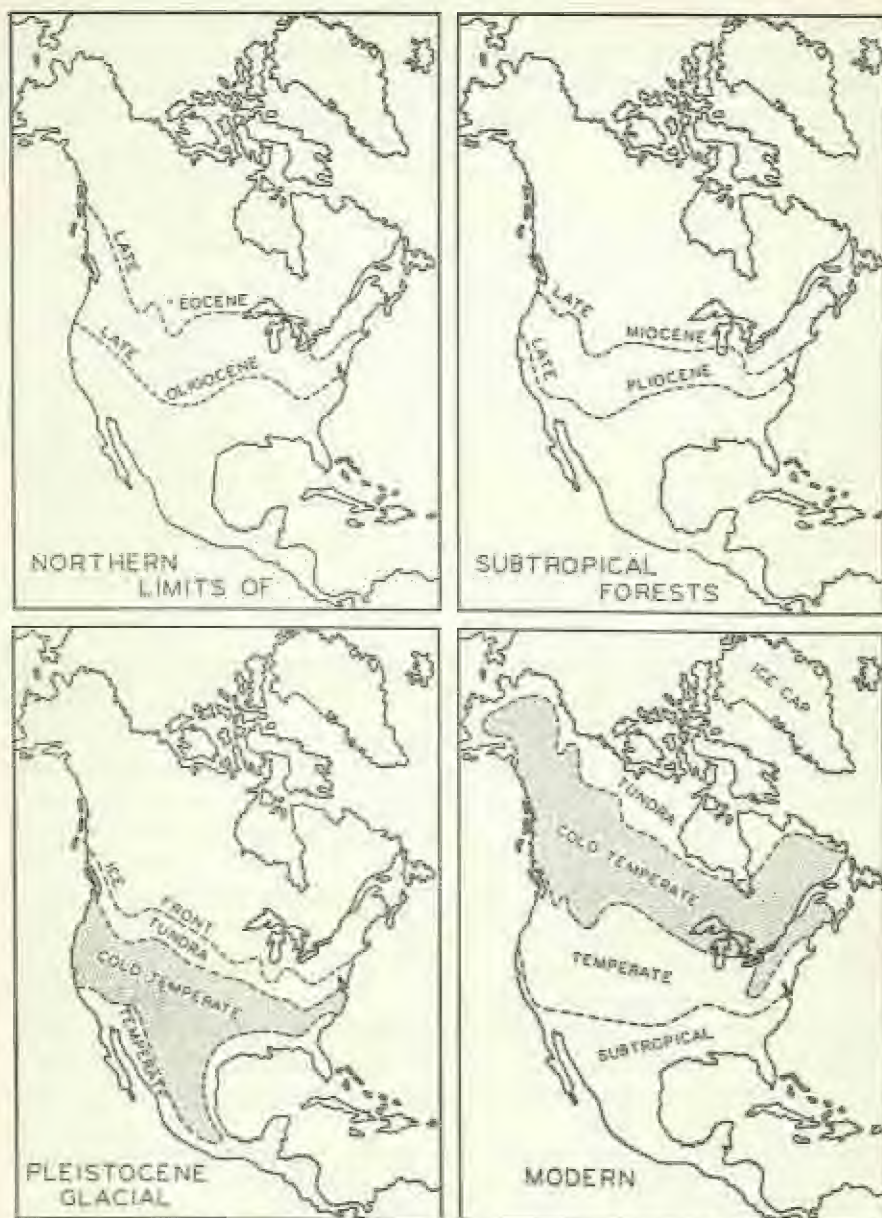 LATE
EOCENE
LATE
OLIGOCENE
NORTHERN
LIMITS OF
LATE
MIOCENE
LATE
PLIOCENE
SUBTROPICAL
FORESTS
ICE
FRONT
TUNDRA
COLD TEMPERATE
TEMPERATE
PLEISTOCENE
GLACIAL
ICE CAP
TUNDRA
COLD TEMPERATE
TEMPERATE
SUBTROPICAL
MODERN